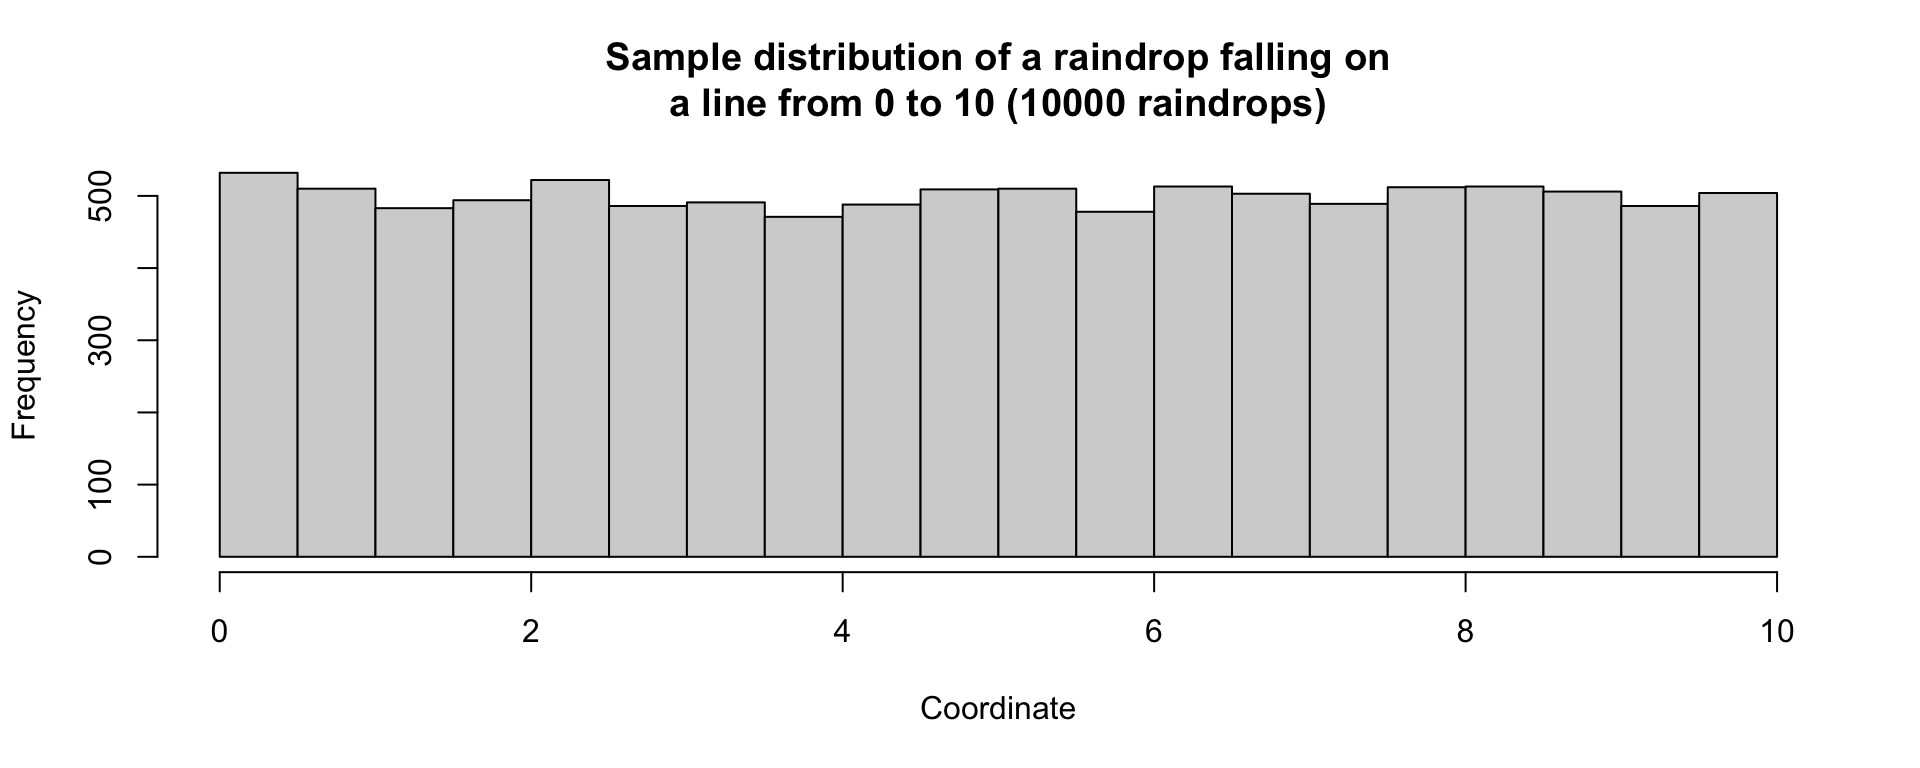 Sample distribution of a raindrop falling on
a line from 0 to 10 (10000 raindrops)
500
300
100
0
Frequency
0 2 4 6 8 10
Coordinate